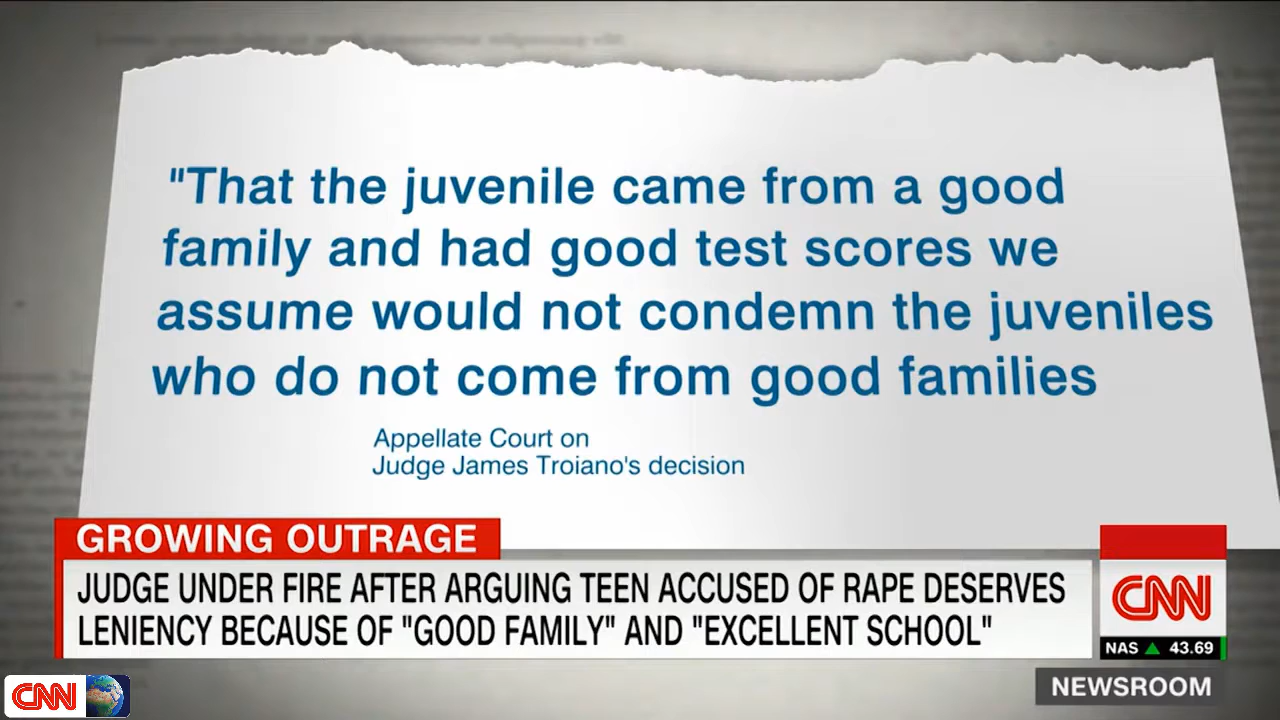 "That the juvenile came from a good
family and had good test scores we
assume would not condemn the juveniles
who do not come from good families
Appellate Court on
Judge James Troiano's decision
GROWING OUTRAGE
JUDGE UNDER FIRE AFTER ARGUING TEEN ACCUSED OF RAPE DESERVES
LENIENCY BECAUSE OF "GOOD FAMILY" AND "EXCELLENT SCHOOL"
CNN
NAS ▲ 43.69
NEWSROOM
CNN